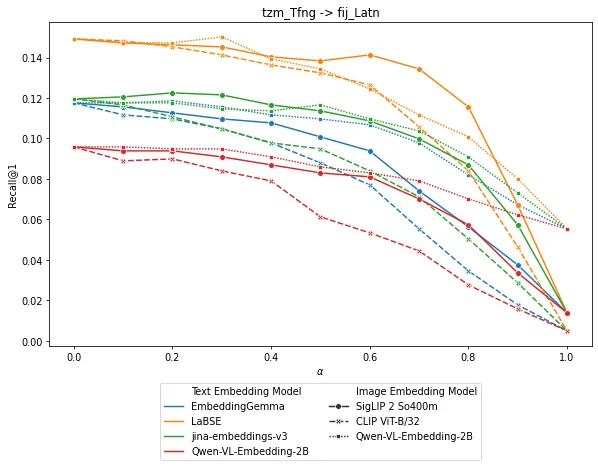 tzm_Tfng -> fij_Latn
0.14
0.12
0.10
0.08
0.06
0.04
0.02
0.00
Recall@1
0.0 0.2 0.4 0.6 0.8 1.0
α
Text Embedding Model
EmbeddingGemma
LaBSE
jina-embeddings-v3
Qwen-VL-Embedding-2B
Image Embedding Model
SigLIP 2 So400m
CLIP ViT-B/32
Qwen-VL-Embedding-2B